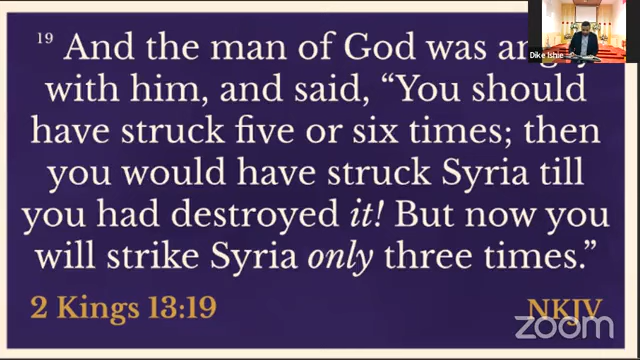 19 And the man of God was
with him, and said, “You should
have struck five or six times; then
you would have struck Syria till
you had destroyed it! But now you
will strike Syria only three times.”
2 Kings 13:19
NKJV
zoom
Dike Ishie